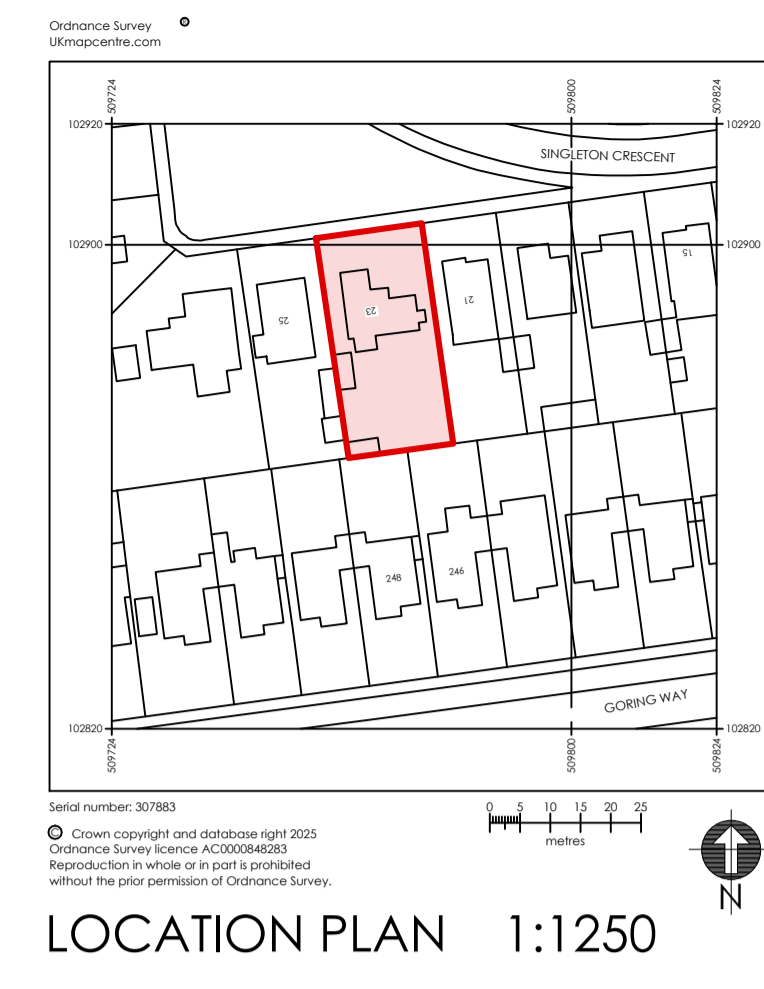 Ordnance Survey ©
UKmapcentre.com
509724
509800
509824
102920
102920
SINGLETON CRESCENT
102900
102900
15
21
23
25
248
246
GORING WAY
102820
102820
509724
509800
509824
Serial number: 307883
0 5 10 15 20 25
metres
© Crown copyright and database right 2025
Ordnance Survey licence AC0000848283
Reproduction in whole or in part is prohibited
without the prior permission of Ordnance Survey.
N
LOCATION PLAN 1:1250